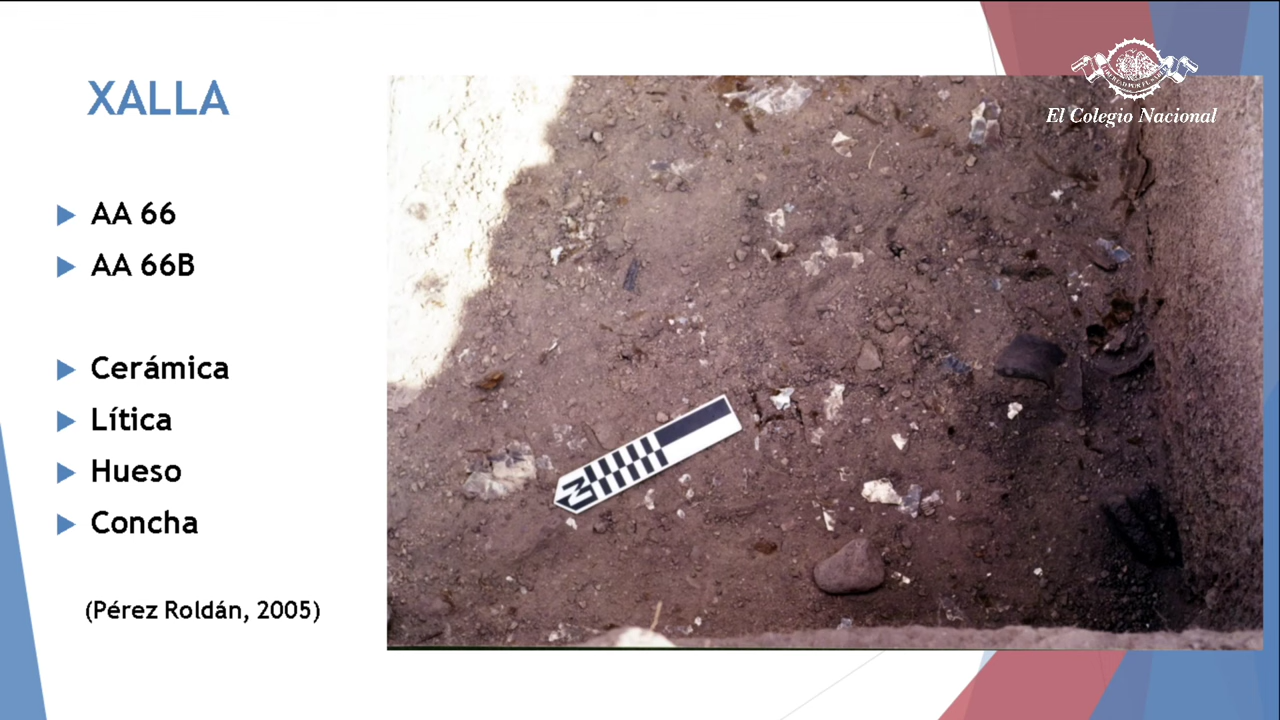 XALLA
AA 66
AA 66B
Cerámica
Lítica
Hueso
Concha
(Pérez Roldán, 2005)
El Colegio Nacional
N